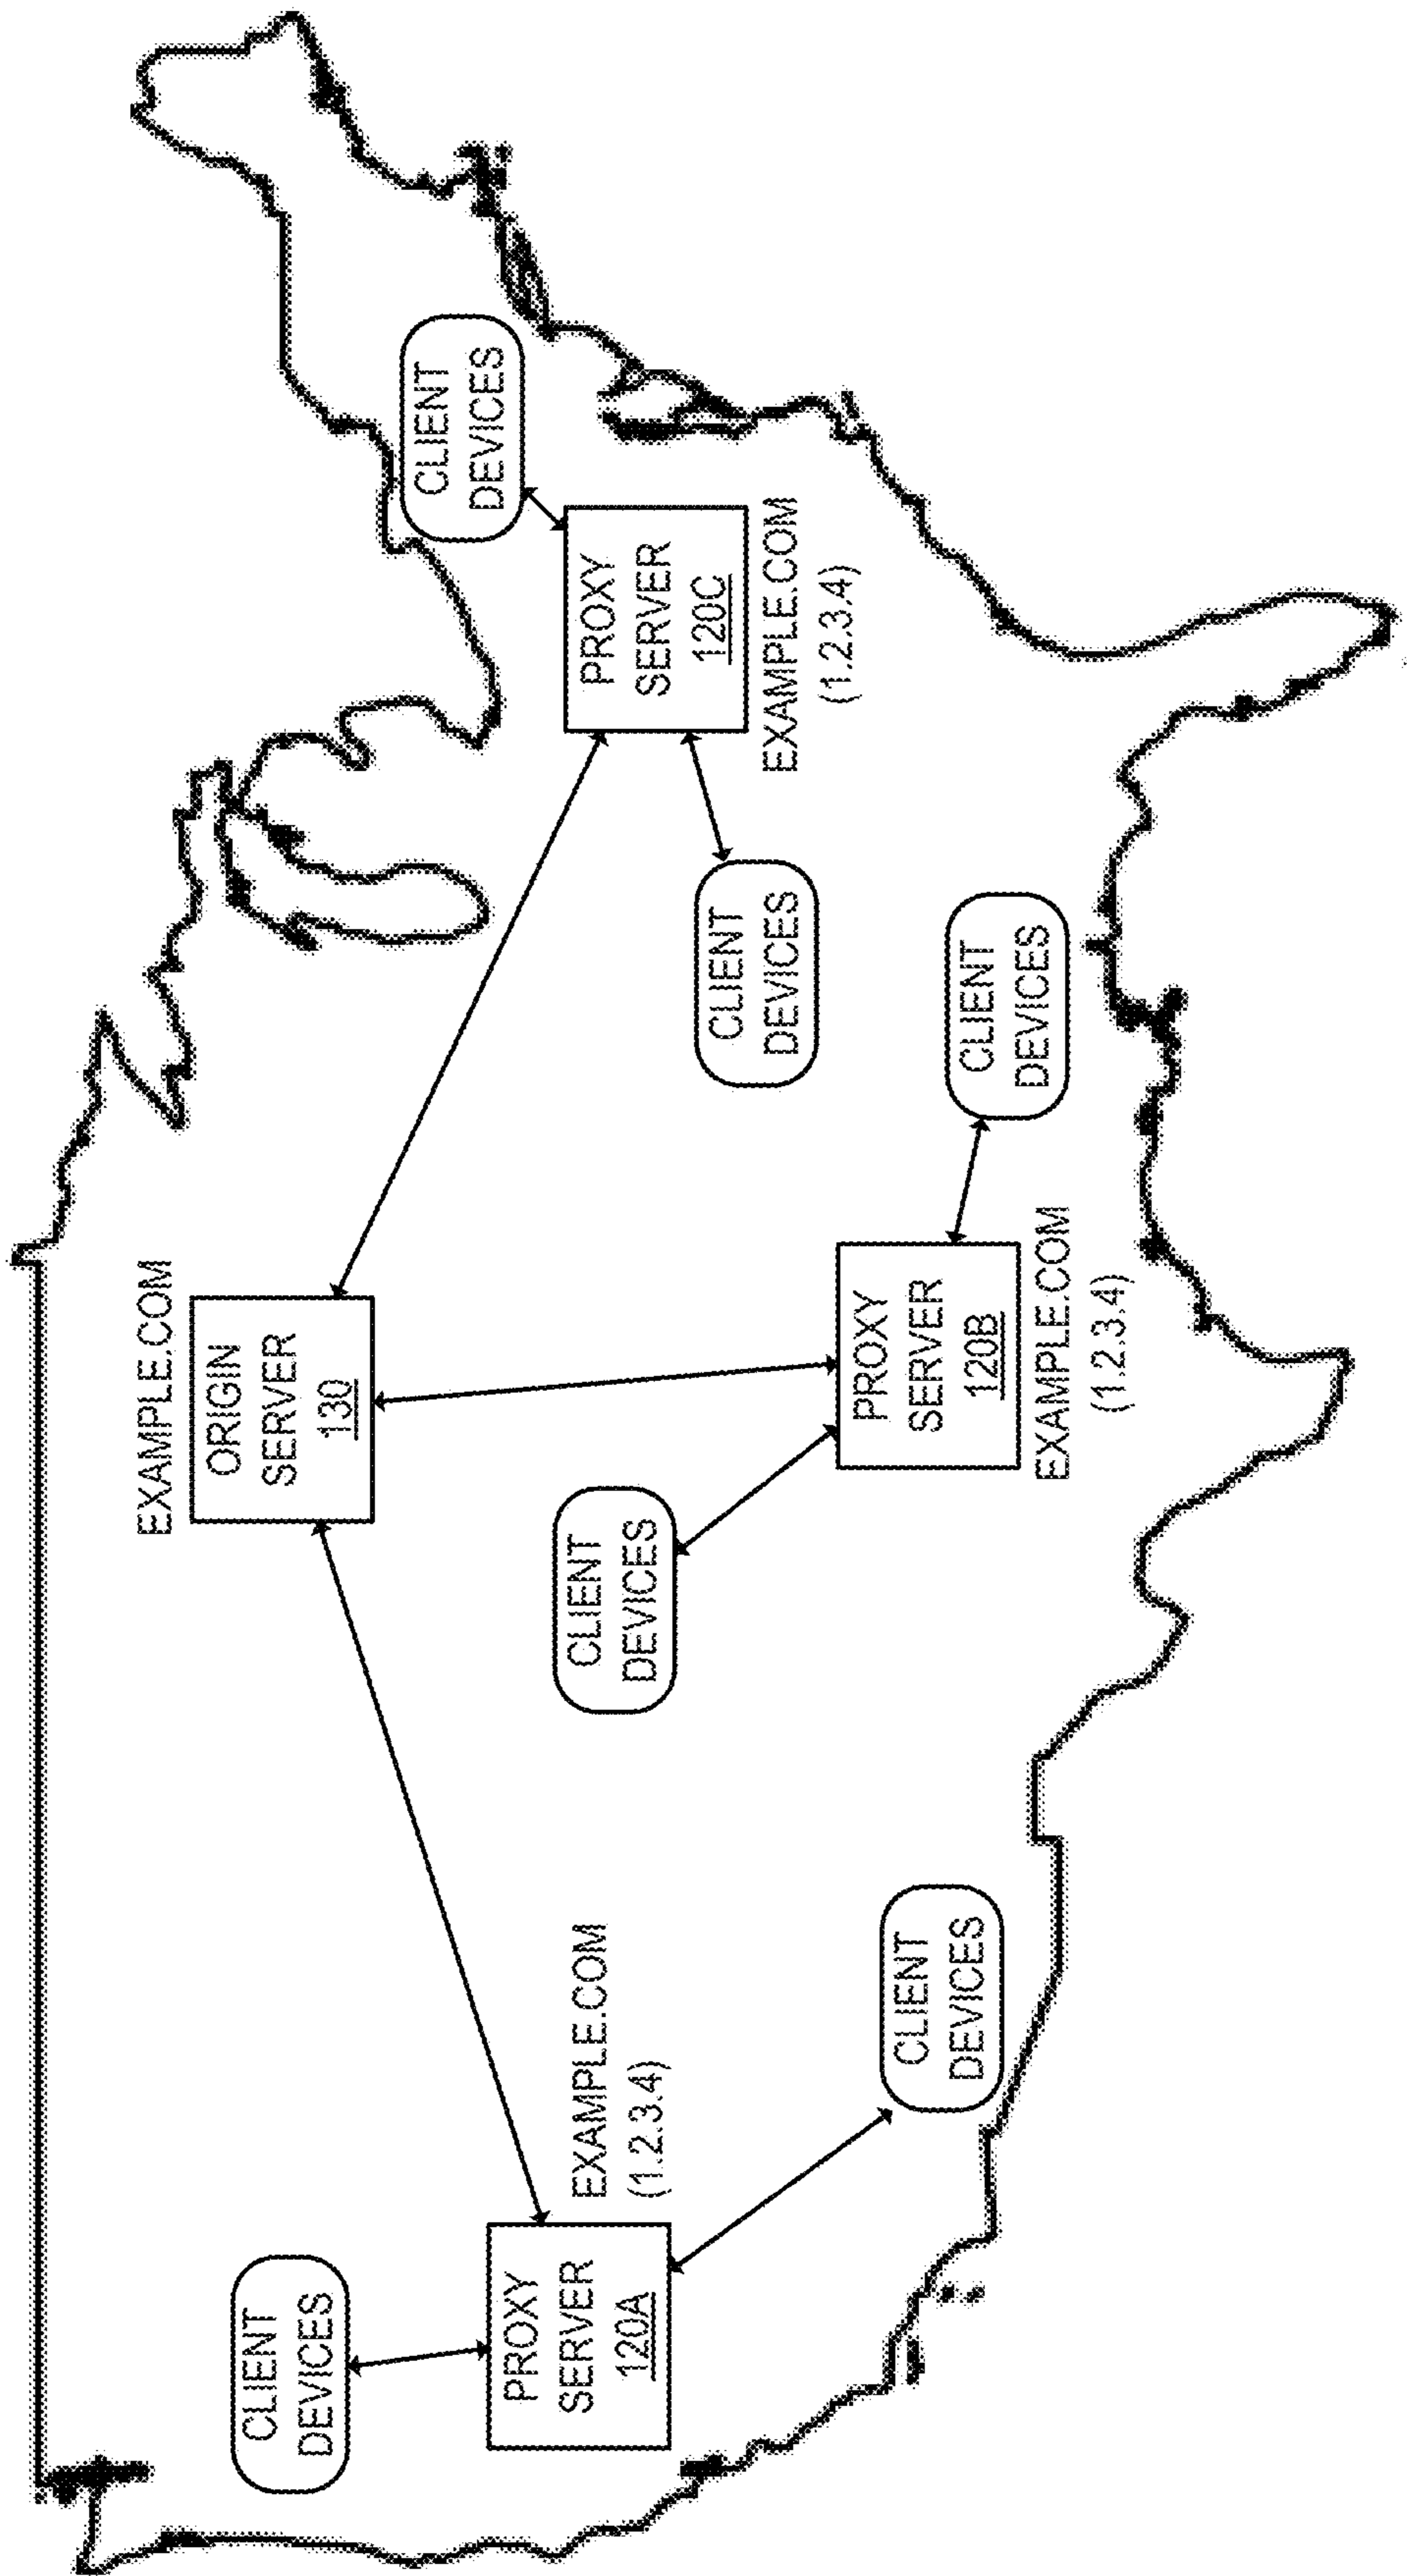 EXAMPLE.COM
ORIGIN
SERVER
130
CLIENT
DEVICES
PROXY
SERVER
120A
EXAMPLE.COM
(1.2.3.4)
CLIENT
DEVICES
CLIENT
DEVICES
PROXY
SERVER
120B
EXAMPLE.COM
(1.2.3.4)
CLIENT
DEVICES
CLIENT
DEVICES
PROXY
SERVER
120C
EXAMPLE.COM
(1.2.3.4)
CLIENT
DEVICES